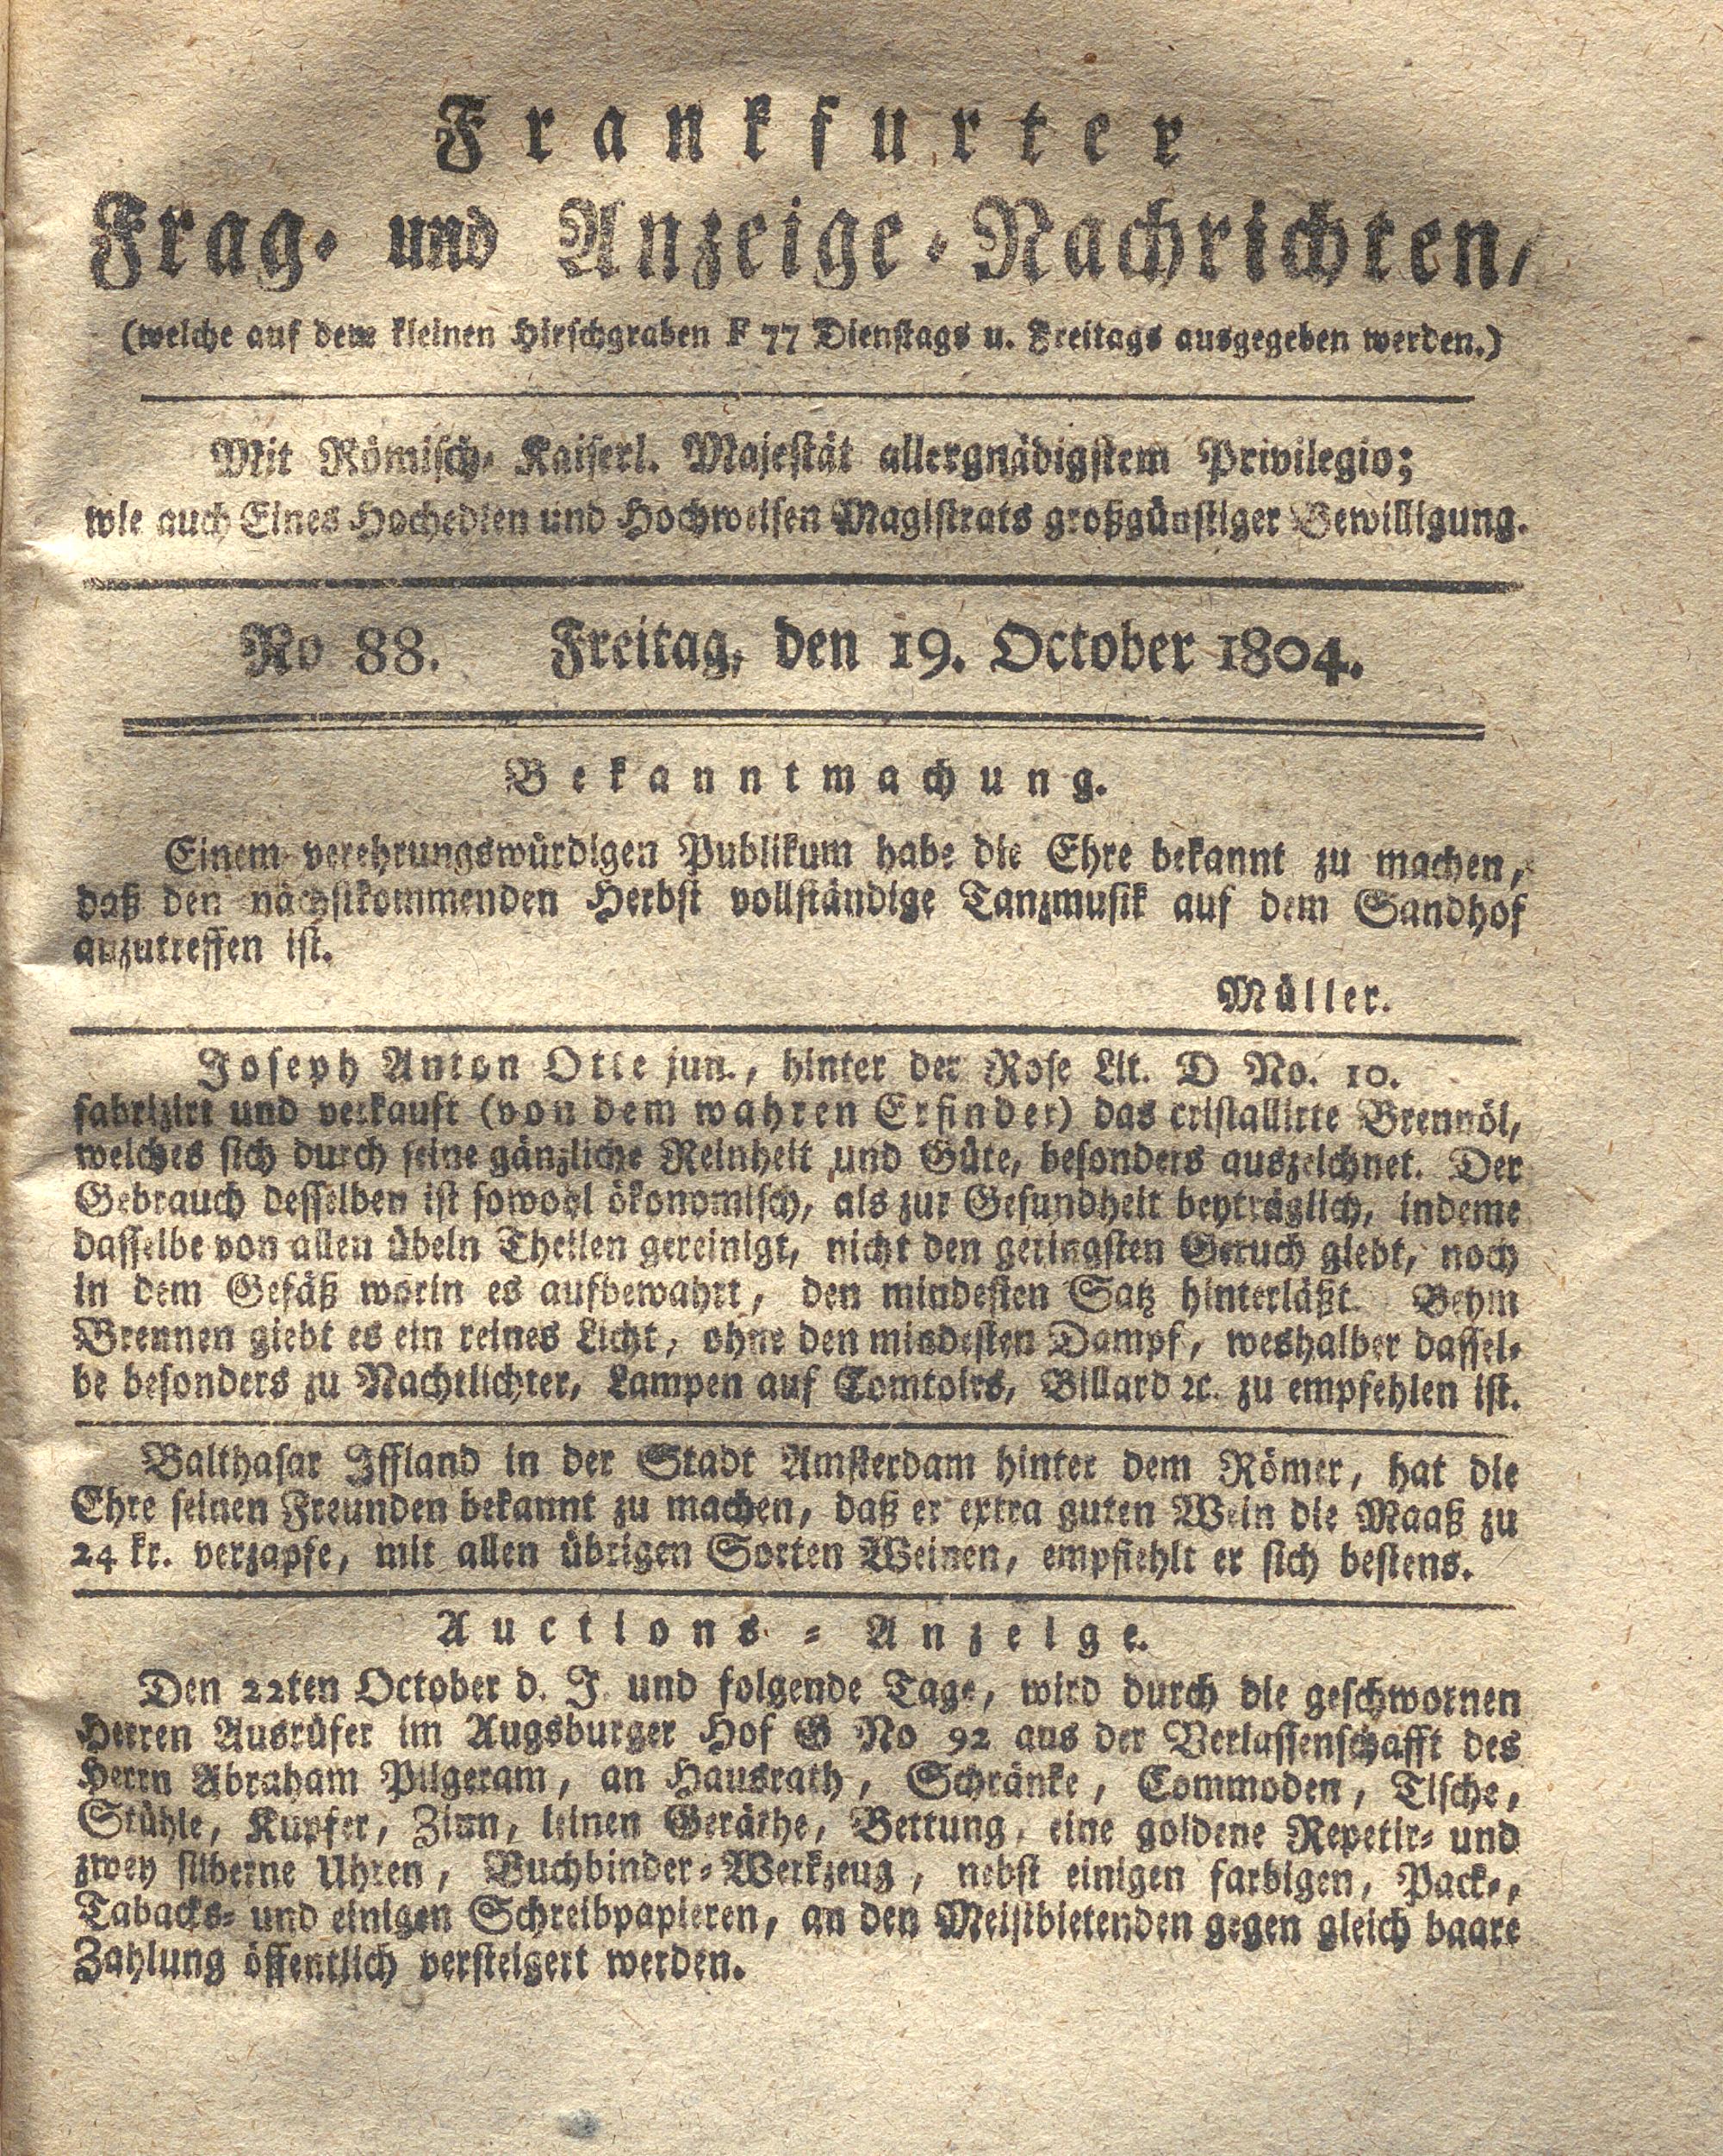 Frankfurter
Frag- und Anzeige-Nachrichten,
(welche auf dem kleinen Hirschgraben F 77 Dienstags u. Freitags ausgegeben werden.)
Mit Römisch- Kaiserl. Majestät allergnädigstem Privilegio;
wie auch Eines Hochedlen und Hochweisen Magistrats großgünstiger Bewilligung.
No 88. Freitag, den 19. October 1804.
Bekanntmachung.
Einem verehrungswürdigen Publikum habe die Ehre bekannt zu machen,
daß den nächstkommenden Herbst vollständige Tanzmusik auf dem Sandhof
anzutreffen ist.
Müller.
Joseph Anton Otte jun., hinter der Rose Lit. D No. 10.
fabrizirt und verkauft (von dem wahren Erfinder) das cristallirte Brennöl,
welches sich durch seine gänzliche Reinheit und Güte, besonders auszeichnet. Der
Gebrauch desselben ist sowohl ökonomisch, als zur Gesundheit beyträglich, indeme
dasselbe von allen übeln Theilen gereinigt, nicht den geringsten Geruch giebt, noch
in dem Gefäß worin es aufbewahrt, den mindesten Satz hinterläßt. Beym
Brennen giebt es ein reines Licht, ohne den mindesten Dampf, weshalber dassel-
be besonders zu Nachtlichter, Lampen auf Comtoirs, Billard ꝛc. zu empfehlen ist.
Balthasar Iffland in der Stadt Amsterdam hinter dem Römer, hat die
Ehre seinen Freunden bekannt zu machen, daß er extra guten Wein die Maaß zu
24 kr. verzapfe, mit allen übrigen Sorten Weinen, empfiehlt er sich bestens.
Auctions-Anzeige.
Den 22ten October d. J. und folgende Tage, wird durch die geschwornen
Herren Ausrüfer im Augsburger Hof G No 92 aus der Verlassenschafft des
Herrn Abraham Pilgeram, an Hausrath, Schränke, Commoden, Tische,
Stühle, Kupfer, Zinn, leinen Geräthe, Bettung, eine goldene Repetir- und
zwey silberne Uhren, Buchbinder-Werkzeug, nebst einigen farbigen, Pack-,
Tabacks- und einigen Schreibpapieren, an den Meistbietenden gegen gleich baare
Zahlung öffentlich versteigert werden.